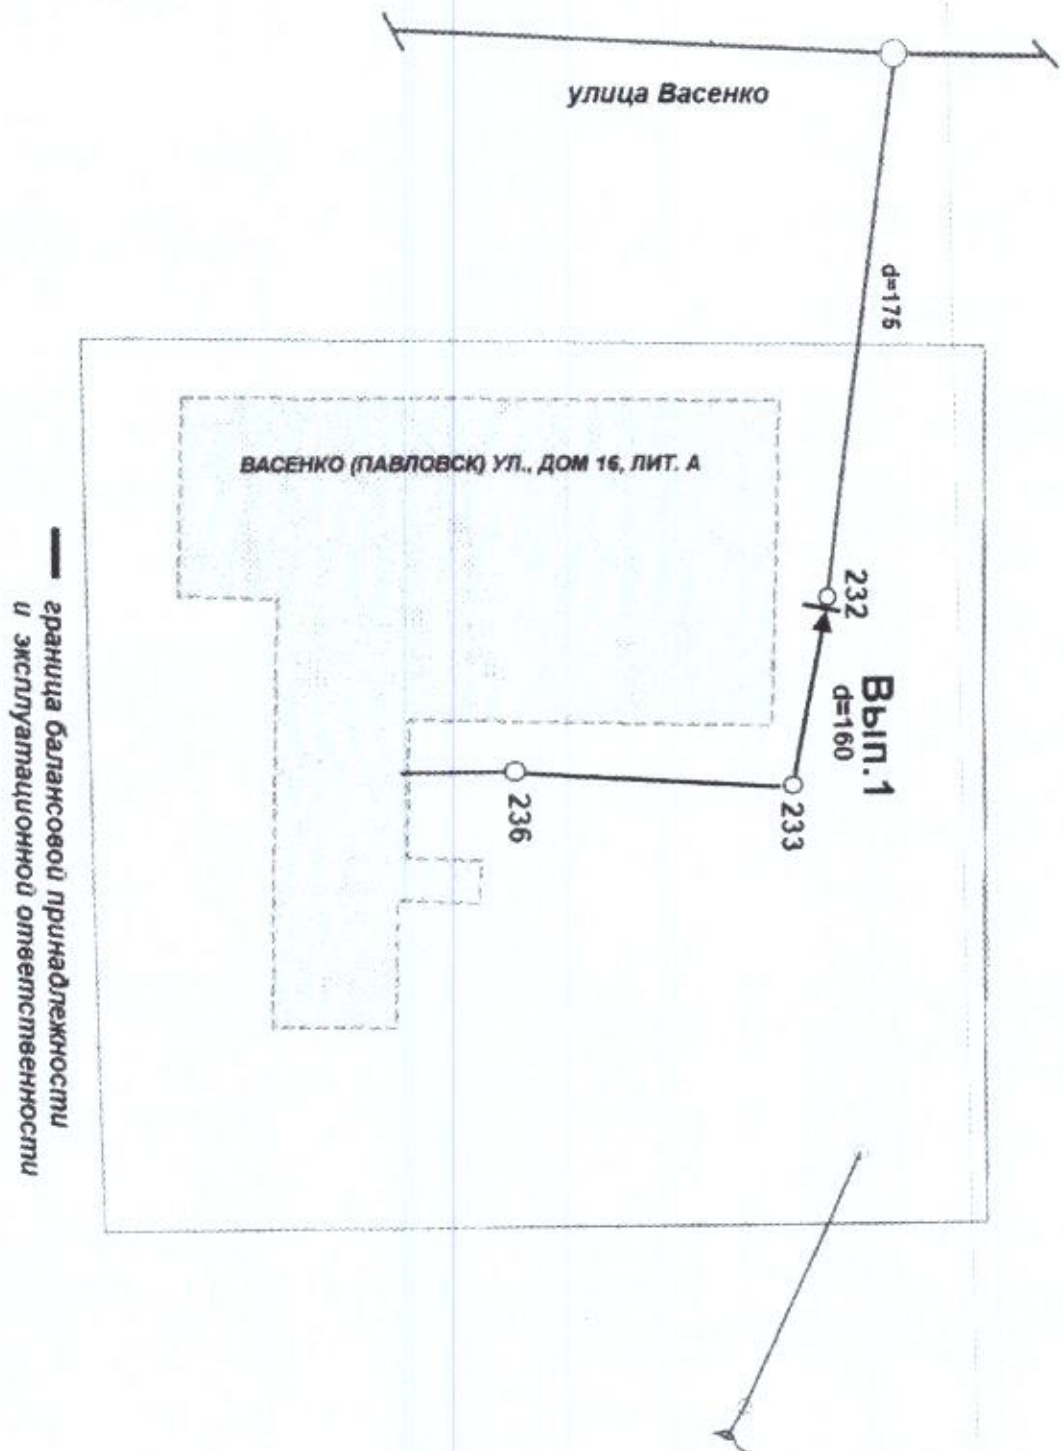 улица Васенко
d=175
ВАСЕНКО (ПАВЛОВСК) УЛ., ДОМ 16, ЛИТ. А
232
Вып.1
d=160
233
236
граница балансовой принадлежности
и эксплуатационной ответственности